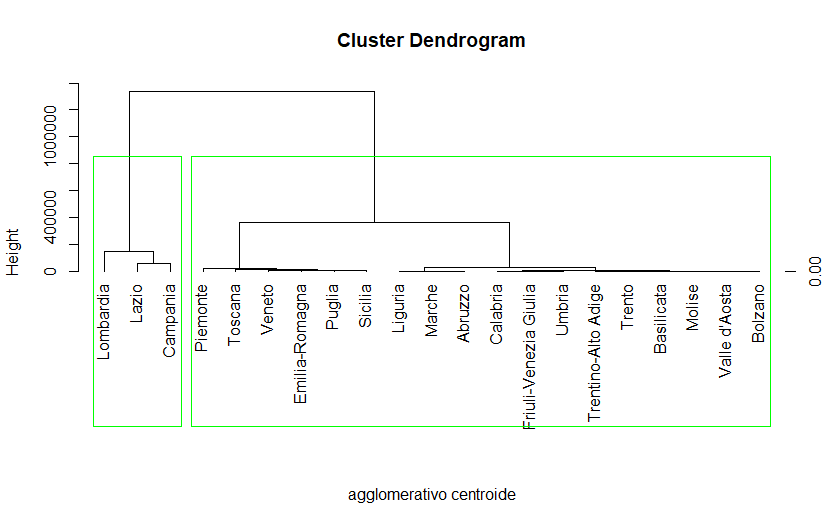 Cluster Dendrogram
Height
0
400000
1000000
Lombardia
Lazio
Campania
Piemonte
Toscana
Veneto
Emilia-Romagna
Puglia
Sicilia
Liguria
Marche
Abruzzo
Calabria
Friuli-Venezia Giulia
Umbria
Trentino-Alto Adige
Trento
Basilicata
Molise
Valle d'Aosta
Bolzano
0.00
agglomerativo centroide